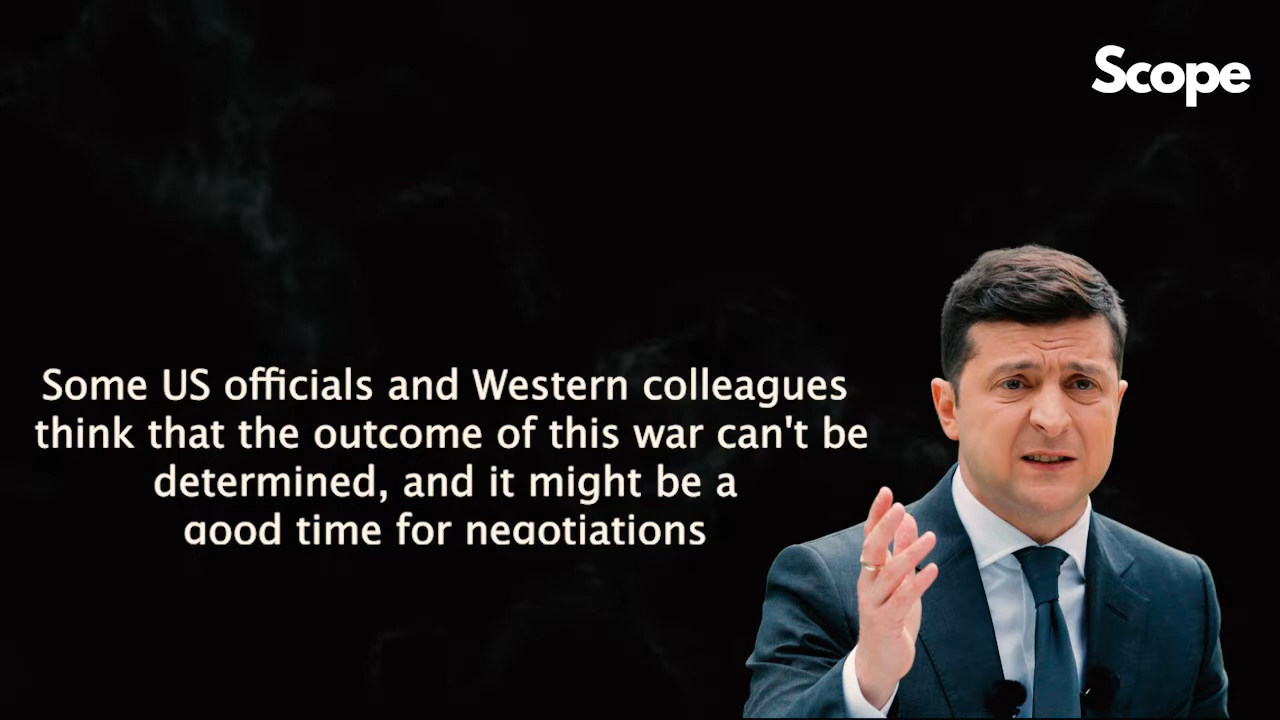 Scope
Some US officials and Western colleagues
think that the outcome of this war can't be
determined, and it might be a
good time for negotiations